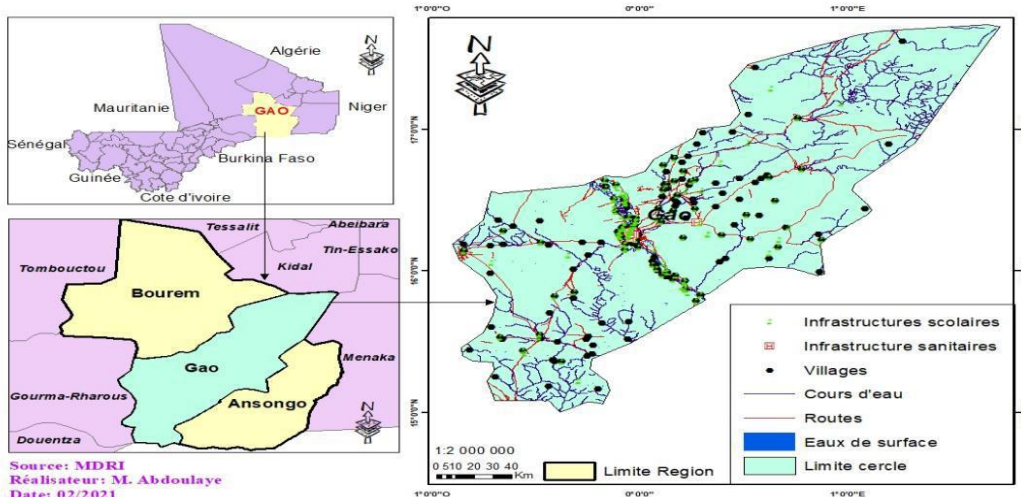 Algérie
N
Mauritanie
GAO
Niger
Sénégal
Burkina Faso
Guinée
Cote d'ivoire
Tessalit
Abeibara
Tin-Essako
Kidal
Tombouctou
Bourem
Gao
Menaka
Gourma-Rharous
Ansongo
N
Douentza
Source: MDRI
Réalisateur: M. Abdoulaye
Date: 02/2021
1°0'0"O 0°0'0" 1°0'0"E
N
17°0'0"N
Gao
16°0'0"N
15°0'0"N
Infrastructures scolaires
Infrastructure sanitaires
Villages
Cours d'eau
Routes
Eaux de surface
Limite cercle
1:2 000 000
0 510 20 30 40
Km
Limite Region
1°0'0"O 0°0'0" 1°0'0"E